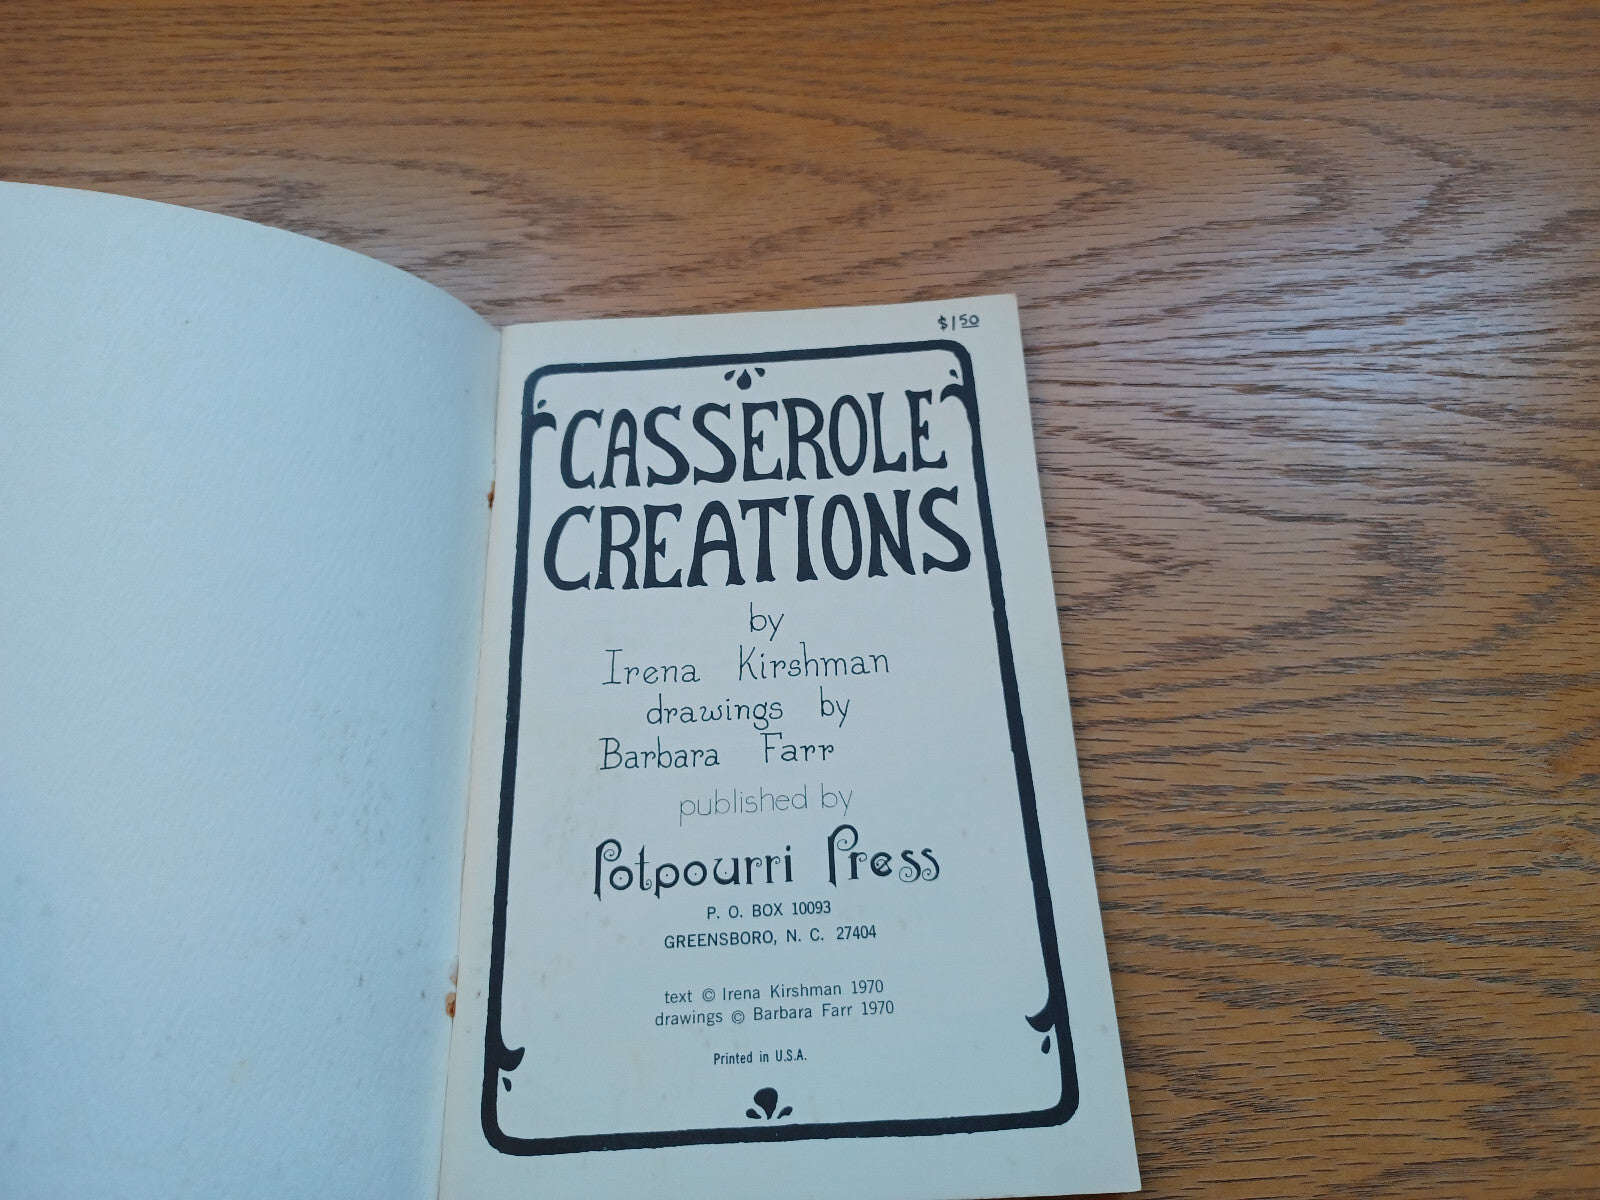 $1.50
CASSEROLE
CREATIONS
by
Irena Kirshman
drawings by
Barbara Farr
published by
Potpourri Press
P. O. BOX 10093
GREENSBORO, N. C. 27404
text © Irena Kirshman 1970
drawings © Barbara Farr 1970
Printed in U.S.A.